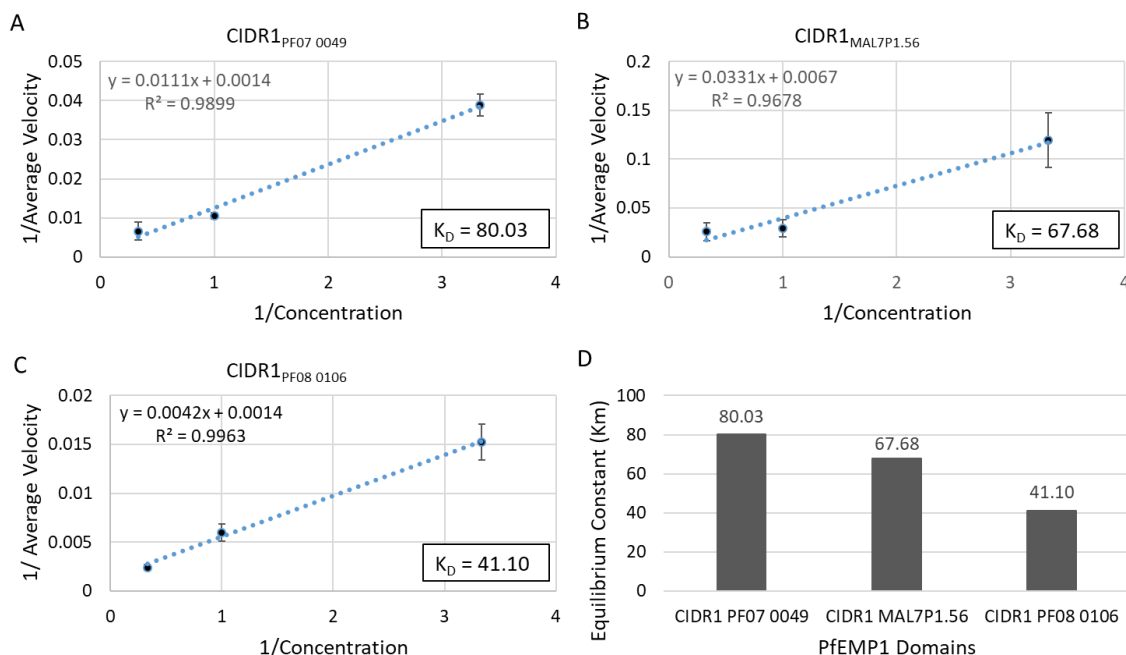 A
CIDR1PF07 0049
0.05
0.04
0.03
0.02
0.01
0
0
1
2
3
4
y = 0.0111x + 0.0014
R² = 0.9899
KD = 80.03
1/Average Velocity
1/Concentration
B
CIDR1MAL7P1.56
0.2
0.15
0.1
0.05
0
0
1
2
3
4
y = 0.0331x + 0.0067
R² = 0.9678
KD = 67.68
1/Average Velocity
1/Concentration
C
CIDR1PF08 0106
0.02
0.015
0.01
0.005
0
0
1
2
3
4
y = 0.0042x + 0.0014
R² = 0.9963
KD = 41.10
1/ Average Velocity
1/Concentration
D
100
80
60
40
20
0
80.03
67.68
41.10
Equilibrium Constant (Km)
CIDR1 PF07 0049
CIDR1 MAL7P1.56
CIDR1 PF08 0106
PfEMP1 Domains